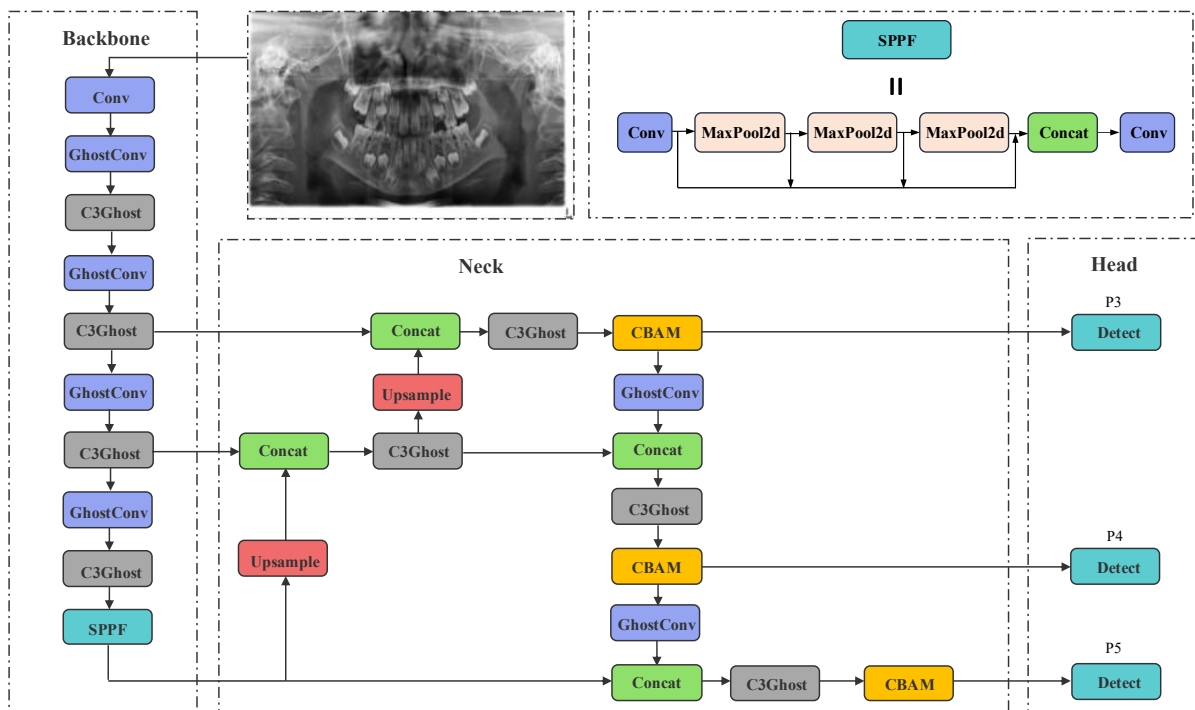 Backbone
Conv
GhostConv
C3Ghost
GhostConv
C3Ghost
GhostConv
C3Ghost
GhostConv
C3Ghost
SPPF
SPPF
Conv
MaxPool2d
MaxPool2d
MaxPool2d
Concat
Conv
Neck
Concat
C3Ghost
CBAM
Upsample
GhostConv
Concat
C3Ghost
Concat
C3Ghost
Upsample
CBAM
GhostConv
Concat
C3Ghost
CBAM
Head
P3
Detect
P4
Detect
P5
Detect